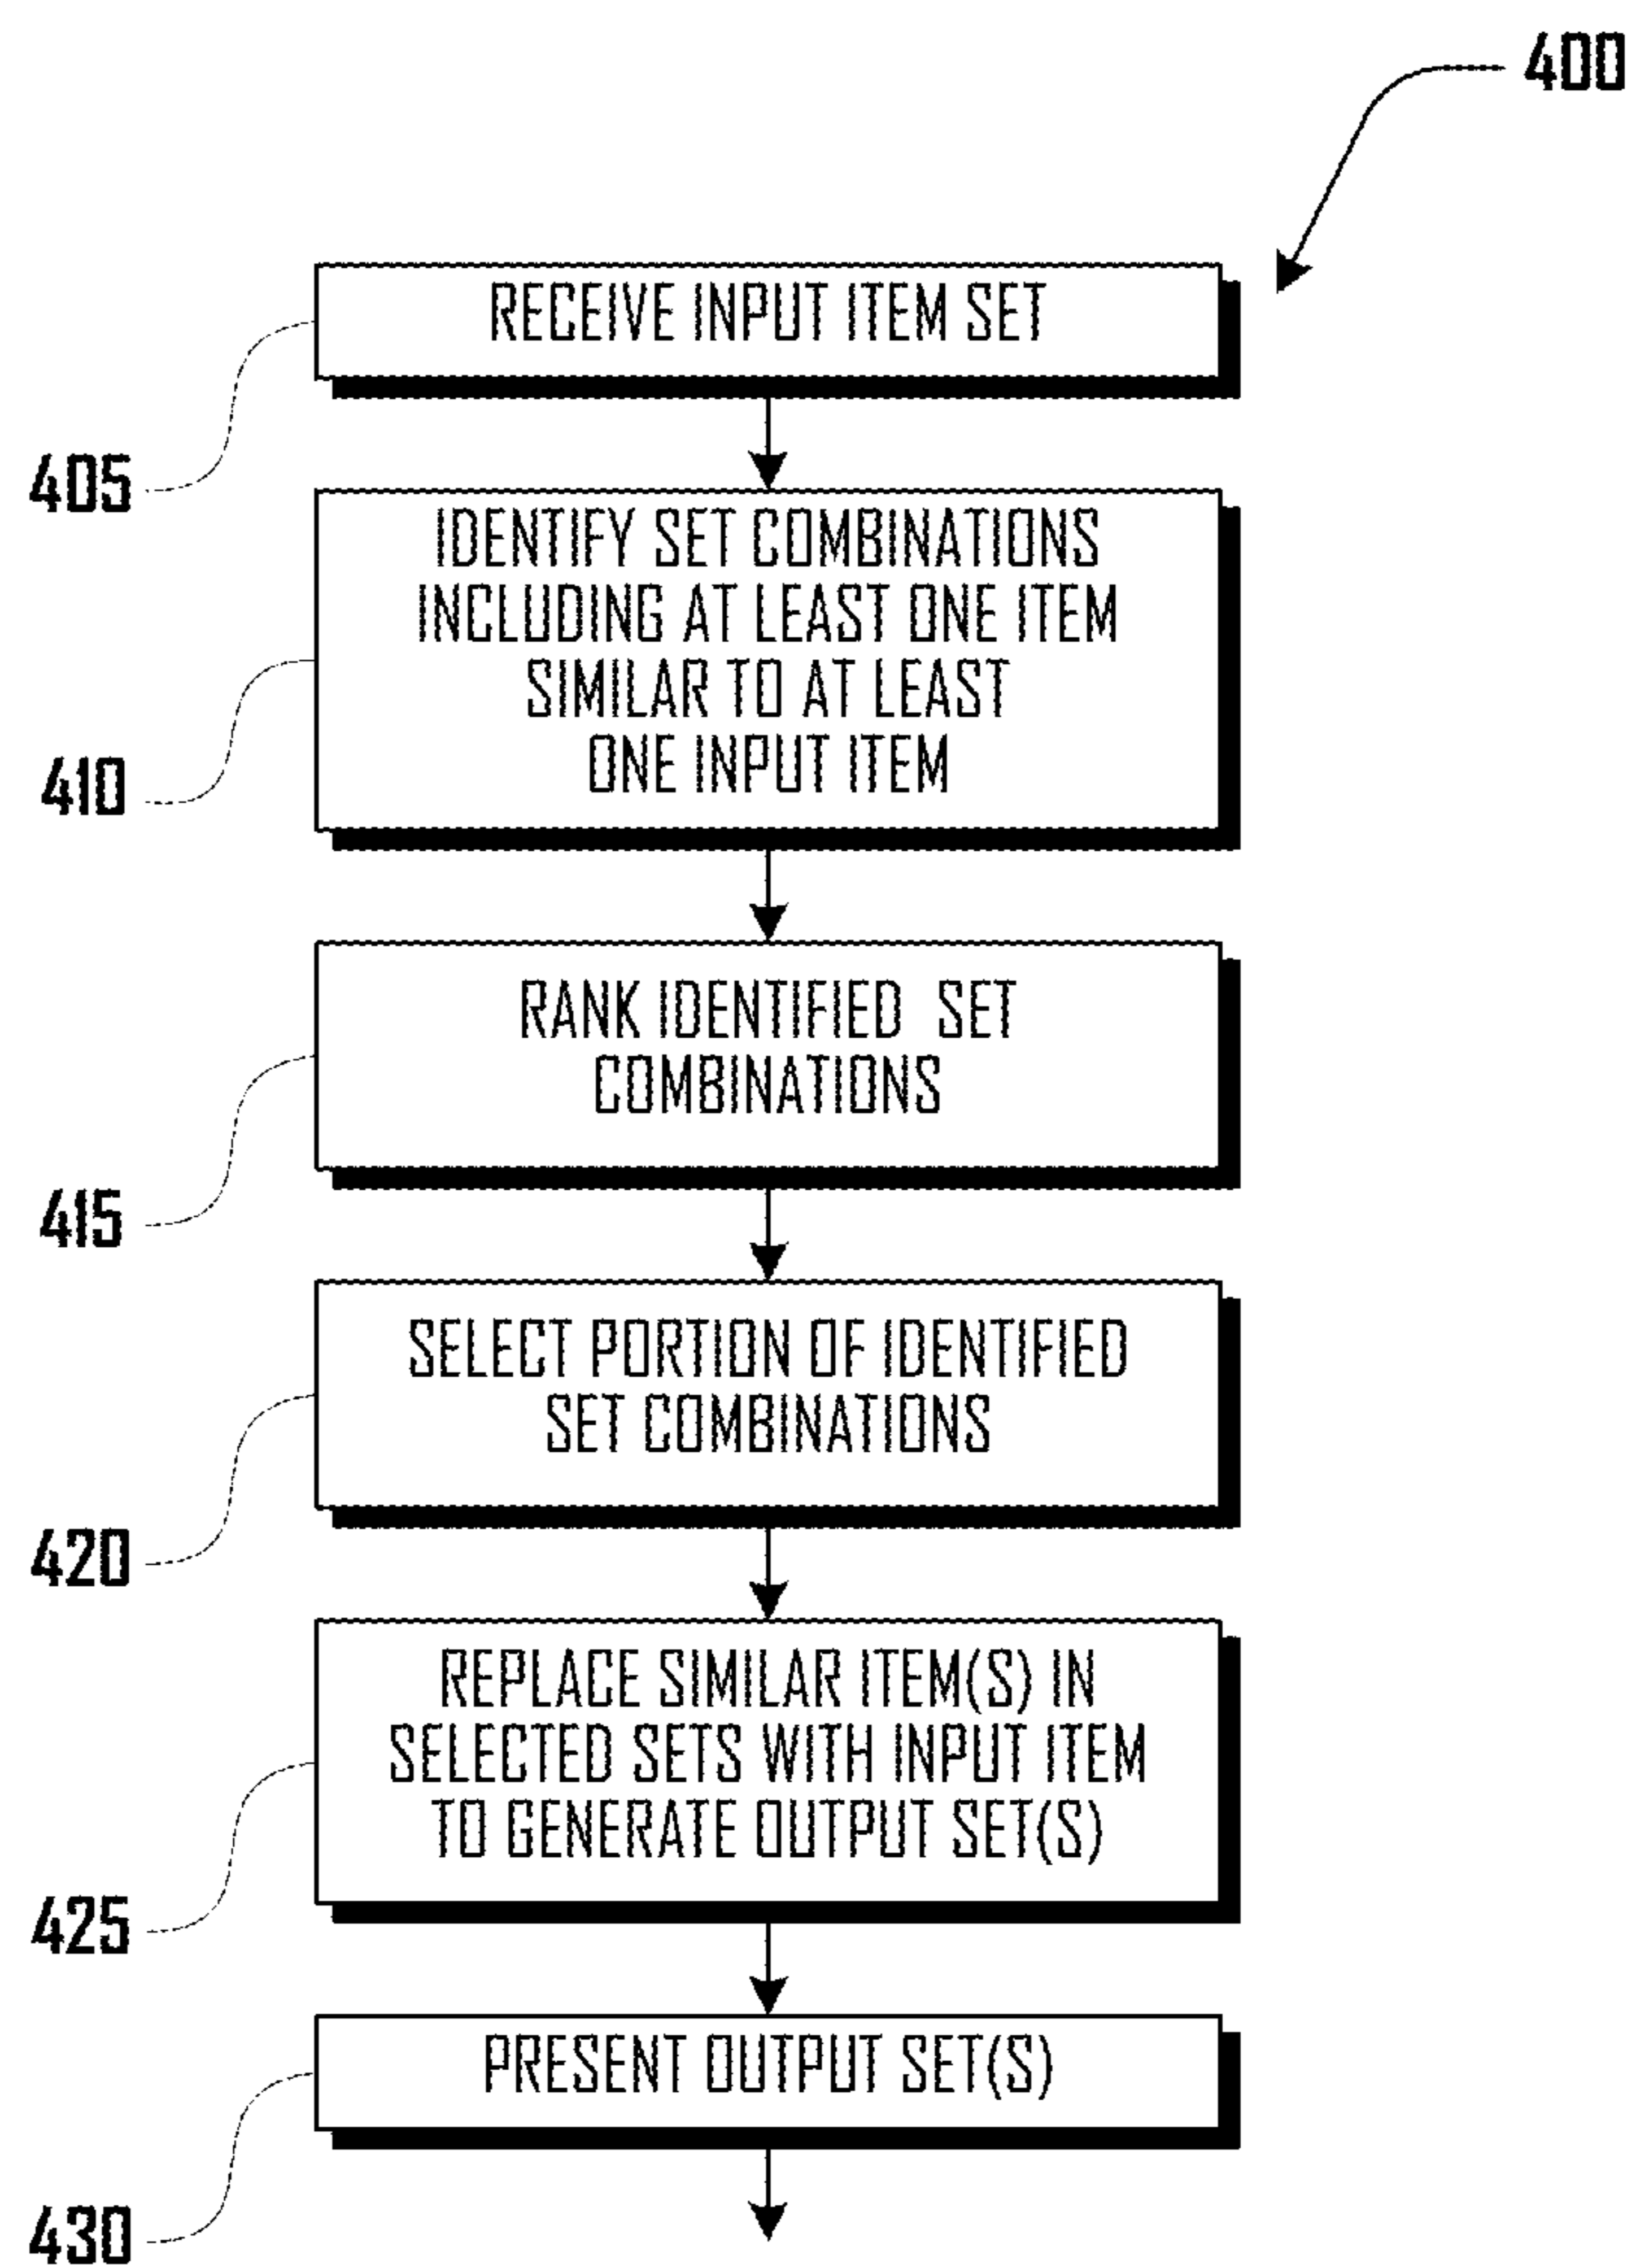 400
RECEIVE INPUT ITEM SET
405
IDENTIFY SET COMBINATIONS
INCLUDING AT LEAST ONE ITEM
SIMILAR TO AT LEAST
ONE INPUT ITEM
410
RANK IDENTIFIED SET
COMBINATIONS
415
SELECT PORTION OF IDENTIFIED
SET COMBINATIONS
420
REPLACE SIMILAR ITEM(S) IN
SELECTED SETS WITH INPUT ITEM
TO GENERATE OUTPUT SET(S)
425
PRESENT OUTPUT SET(S)
430